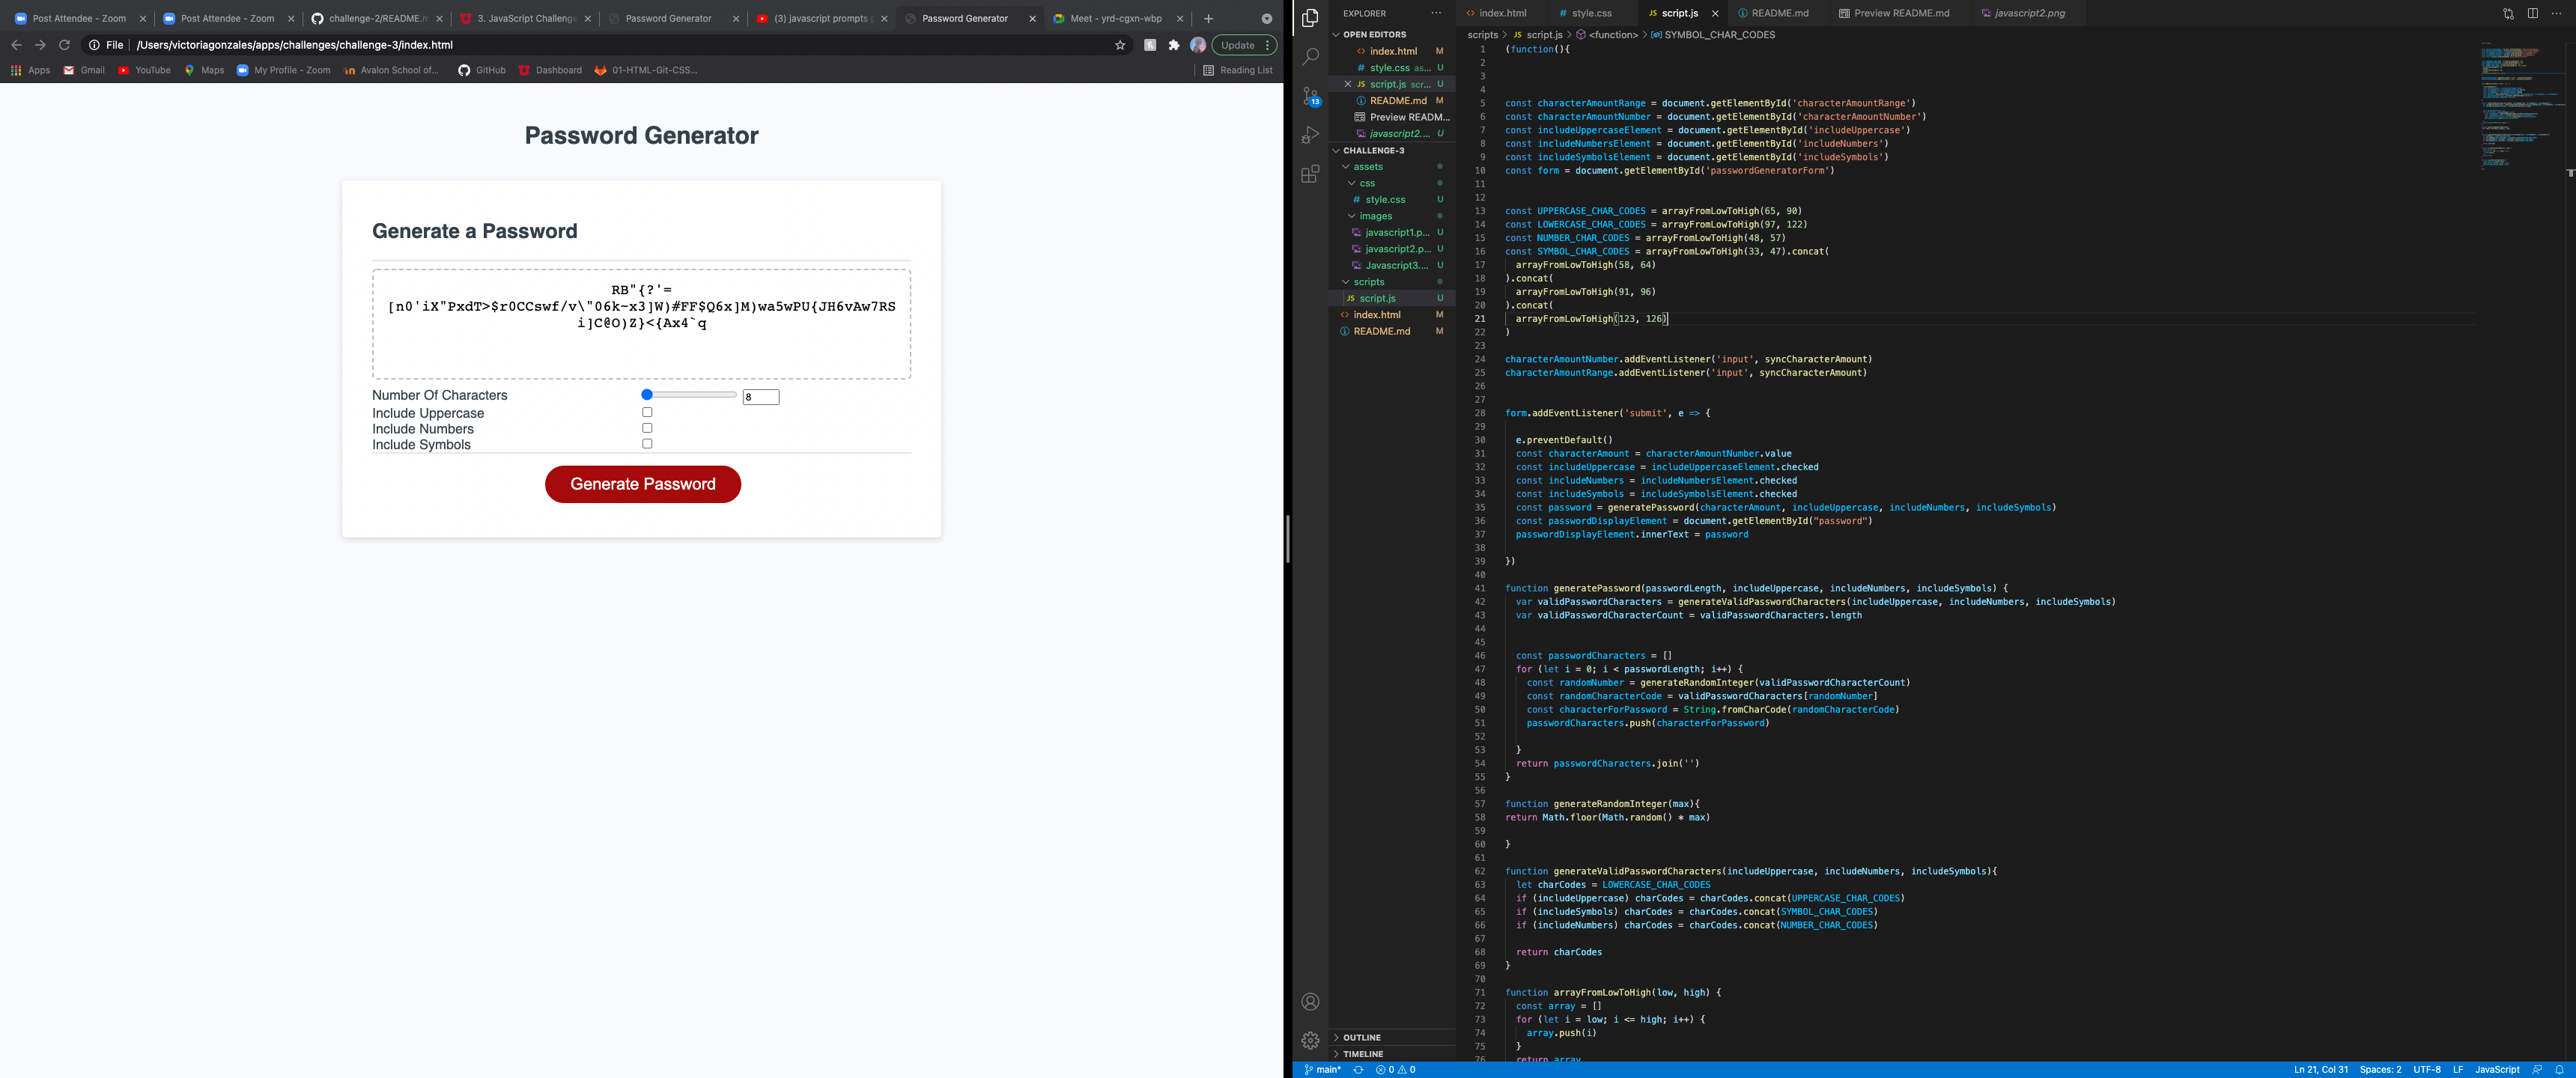 Post Attendee - Zoom
Post Attendee - Zoom
challenge-2/README.m
3. JavaScript Challenge
Password Generator
(3) javascript prompts p
Password Generator
Meet - yrd-cgxn-wbp
File
/Users/victoriagonzales/apps/challenges/challenge-3/index.html
Update
Apps
Gmail
YouTube
Maps
My Profile - Zoom
Avalon School of...
GitHub
Dashboard
01-HTML-Git-CSS...
Reading List
Password Generator
Generate a Password
RB"{?'=
[n0'iX"PxdT>$r0CCswf/v\"06k~x3]W)#FF$Q6x]M)wa5wPU{JH6vAw7RS
i]C@O)Z}<{Ax4`q
Number Of Characters
8
Include Uppercase
Include Numbers
Include Symbols
Generate Password
13
EXPLORER
OPEN EDITORS
index.html M
style.css as... U
script.js scr... U
README.md M
Preview READM...
javascript2.... U
CHALLENGE-3
assets
css
style.css U
images
javascript1.p... U
javascript2.p... U
Javascript3.... U
scripts
script.js U
index.html M
README.md M
OUTLINE
TIMELINE
index.html
style.css
script.js
README.md
Preview README.md
javascript2.png
scripts > script.js > <function> > SYMBOL_CHAR_CODES
1 (function(){
2
3
4
5 const characterAmountRange = document.getElementById('characterAmountRange')
6 const characterAmountNumber = document.getElementById('characterAmountNumber')
7 const includeUppercaseElement = document.getElementById('includeUppercase')
8 const includeNumbersElement = document.getElementById('includeNumbers')
9 const includeSymbolsElement = document.getElementById('includeSymbols')
10 const form = document.getElementById('passwordGeneratorForm')
11
12
13 const UPPERCASE_CHAR_CODES = arrayFromLowToHigh(65, 90)
14 const LOWERCASE_CHAR_CODES = arrayFromLowToHigh(97, 122)
15 const NUMBER_CHAR_CODES = arrayFromLowToHigh(48, 57)
16 const SYMBOL_CHAR_CODES = arrayFromLowToHigh(33, 47).concat(
17 arrayFromLowToHigh(58, 64)
18 ).concat(
19 arrayFromLowToHigh(91, 96)
20 ).concat(
21 arrayFromLowToHigh(123, 126)
22 )
23
24 characterAmountNumber.addEventListener('input', syncCharacterAmount)
25 characterAmountRange.addEventListener('input', syncCharacterAmount)
26
27
28 form.addEventListener('submit', e => {
29
30 e.preventDefault()
31 const characterAmount = characterAmountNumber.value
32 const includeUppercase = includeUppercaseElement.checked
33 const includeNumbers = includeNumbersElement.checked
34 const includeSymbols = includeSymbolsElement.checked
35 const password = generatePassword(characterAmount, includeUppercase, includeNumbers, includeSymbols)
36 const passwordDisplayElement = document.getElementById("password")
37 passwordDisplayElement.innerText = password
38
39 })
40
41 function generatePassword(passwordLength, includeUppercase, includeNumbers, includeSymbols) {
42 var validPasswordCharacters = generateValidPasswordCharacters(includeUppercase, includeNumbers, includeSymbols)
43 var validPasswordCharacterCount = validPasswordCharacters.length
44
45
46 const passwordCharacters = []
47 for (let i = 0; i < passwordLength; i++) {
48 const randomNumber = generateRandomInteger(validPasswordCharacterCount)
49 const randomCharacterCode = validPasswordCharacters[randomNumber]
50 const characterForPassword = String.fromCharCode(randomCharacterCode)
51 passwordCharacters.push(characterForPassword)
52
53 }
54 return passwordCharacters.join('')
55 }
56
57 function generateRandomInteger(max){
58 return Math.floor(Math.random() * max)
59
60 }
61
62 function generateValidPasswordCharacters(includeUppercase, includeNumbers, includeSymbols){
63 let charCodes = LOWERCASE_CHAR_CODES
64 if (includeUppercase) charCodes = charCodes.concat(UPPERCASE_CHAR_CODES)
65 if (includeSymbols) charCodes = charCodes.concat(SYMBOL_CHAR_CODES)
66 if (includeNumbers) charCodes = charCodes.concat(NUMBER_CHAR_CODES)
67
68 return charCodes
69 }
70
71 function arrayFromLowToHigh(low, high) {
72 const array = []
73 for (let i = low; i <= high; i++) {
74 array.push(i)
75 }
76 return array
main*
0 0
Ln 21, Col 31
Spaces: 2
UTF-8
LF
JavaScript